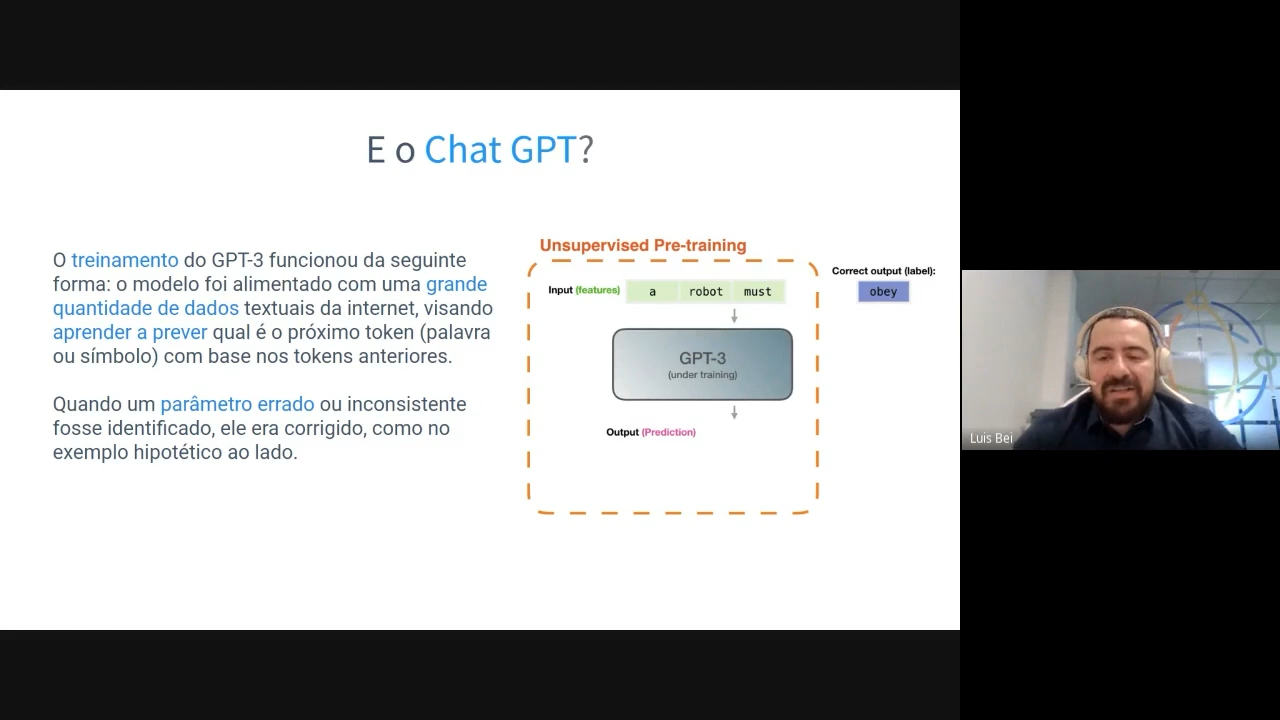 E o Chat GPT?
O treinamento do GPT-3 funcionou da seguinte
forma: o modelo foi alimentado com uma grande
quantidade de dados textuais da internet, visando
aprender a prever qual é o próximo token (palavra
ou símbolo) com base nos tokens anteriores.
Quando um parâmetro errado ou inconsistente
fosse identificado, ele era corrigido, como no
exemplo hipotético ao lado.
Unsupervised Pre-training
Input (features) a robot must
GPT-3
(under training)
Output (Prediction)
Correct output (label):
obey
Luis Bei